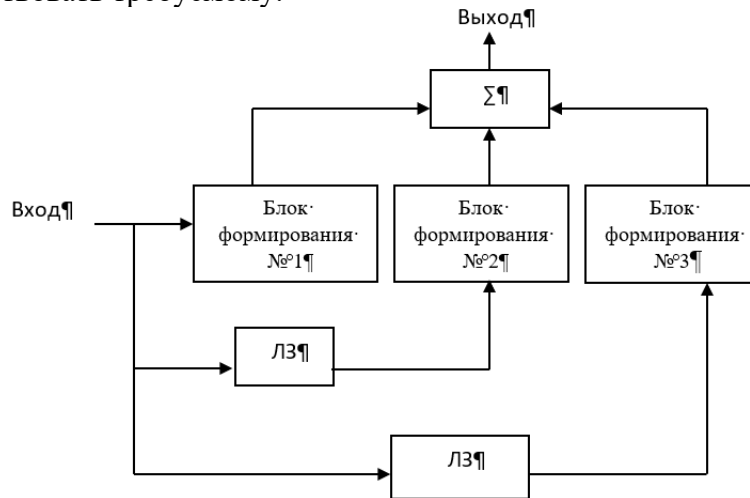 Выход¶
∑¶
Вход¶
Блок·
формирования·
№°1¶
Блок·
формирования·
№°2¶
Блок·
формирования·
№°3¶
ЛЗ¶
ЛЗ¶